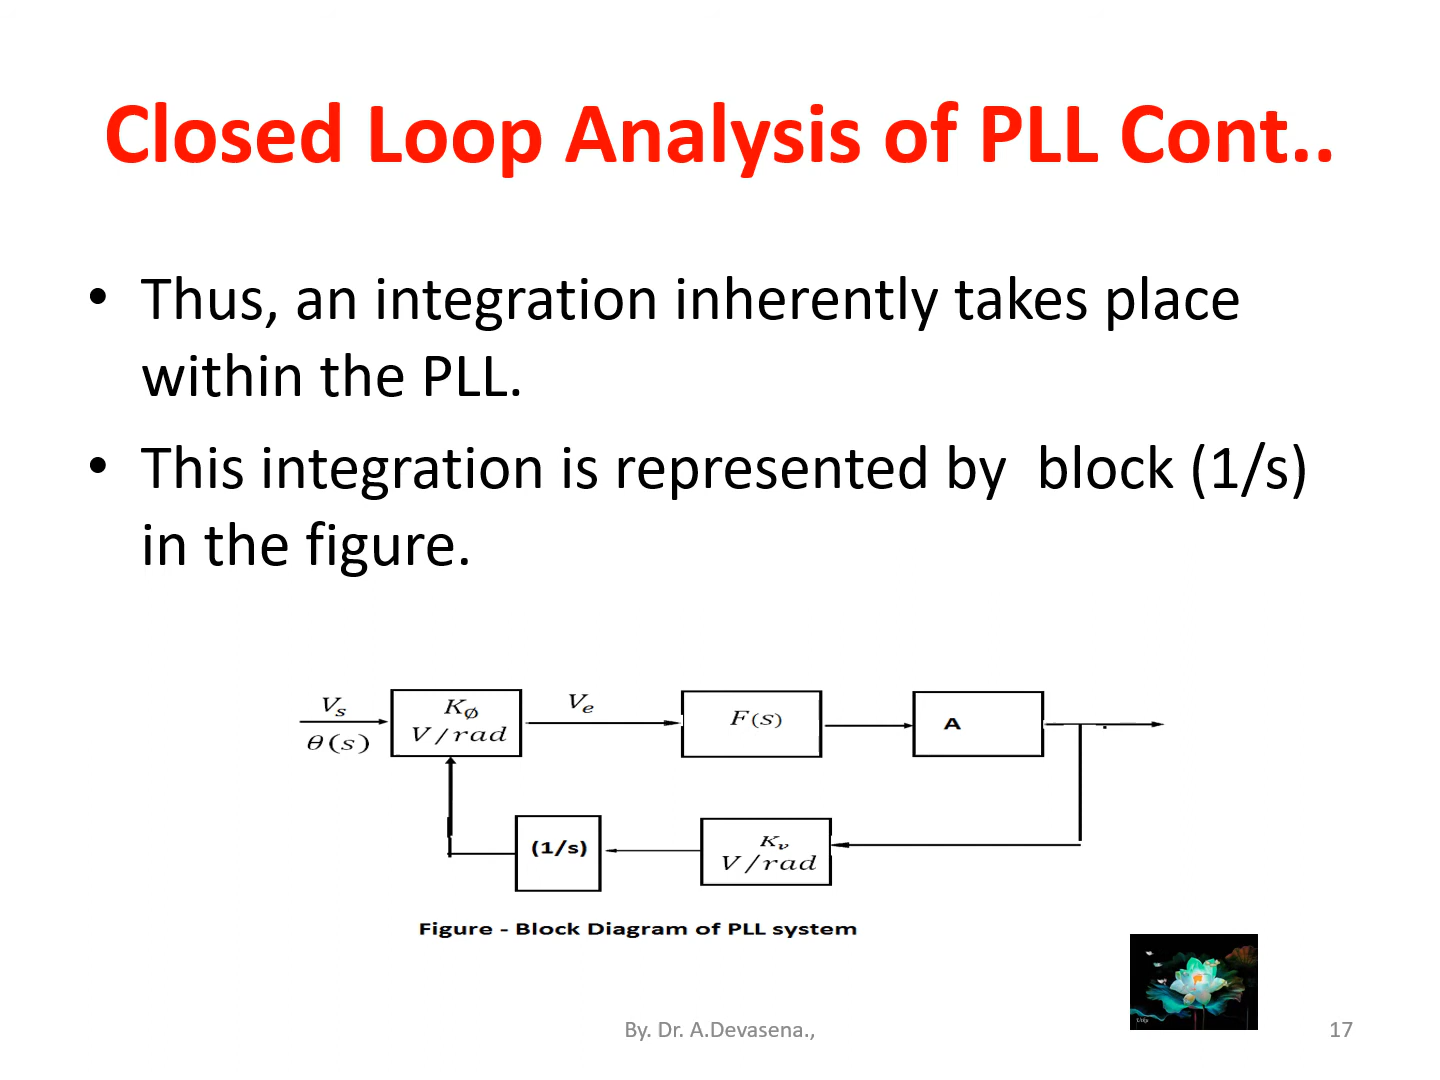 Closed Loop Analysis of PLL Cont..
• Thus, an integration inherently takes place
within the PLL.
• This integration is represented by  block (1/s)
in the figure.
Vs
θ(s)
KØ
V/rad
Ve
F(s)
A
(1/s)
Kv
V/rad
Figure - Block Diagram of PLL system
By. Dr. A.Devasena.,
17